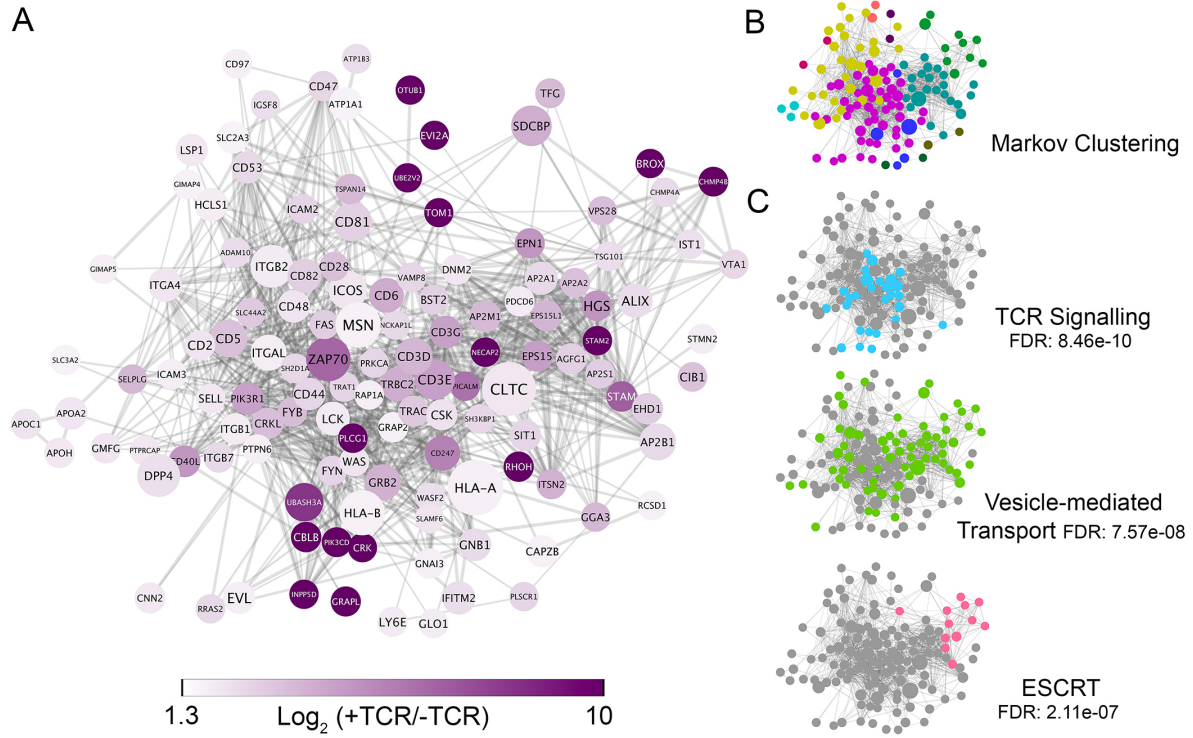 A
CD97
ATP1B3
CD47
ATP1A1
IGSF8
OTUB1
TFG
SDCBP
SLC2A3
EVI2A
LSP1
CD53
BROX
GIMAP4
TSPAN14
UBE2V2
CHMP4B
CHMP4A
HCLS1
ICAM2
CD81
TOM1
VPS28
ADAM10
EPN1
IST1
TSG101
VTA1
GIMAP5
ITGB2
CD28
CD82
VAMP8
DNM2
AP2A1
AP2A2
ITGA4
ICOS
CD6
BST2
PDCD6
HGS
ALIX
SLC44A2
CD48
FAS
MSN
NCKAP1L
AP2M1
EPS15L1
CD3G
CD2
CD5
ITGAL
STAM2
STMN2
NECAP2
SLC3A2
ZAP70
PRKCA
CD3D
EPS15
AGFG1
ICAM3
SH2D1A
AP2S1
SELPLG
CD3E
CIB1
TRAT1
TRBC2
PICALM
CLTC
SELL
PIK3R1
CD44
RAP1A
STAM
APOA2
FYB
TRAC
EHD1
APOC1
CRKL
LCK
CSK
SH3KBP1
ITGB1
GRAP2
SIT1
PLCG1
AP2B1
GMFG
PTPRCAP
PTPN6
APOH
CD40L
ITGB7
WAS
CD247
RHOH
DPP4
FYN
GRB2
ITSN2
HLA-A
UBASH3A
WASF2
RCSD1
HLA-B
SLAMF6
GGA3
CBLB
PIK3CD
CRK
GNB1
CAPZB
GNAI3
CNN2
EVL
INPP5D
GRAPL
IFITM2
PLSCR1
RRAS2
LY6E
GLO1
1.3
Log2 (+TCR/-TCR)
10
B
Markov Clustering
C
TCR Signalling
FDR: 8.46e-10
Vesicle-mediated
Transport FDR: 7.57e-08
ESCRT
FDR: 2.11e-07